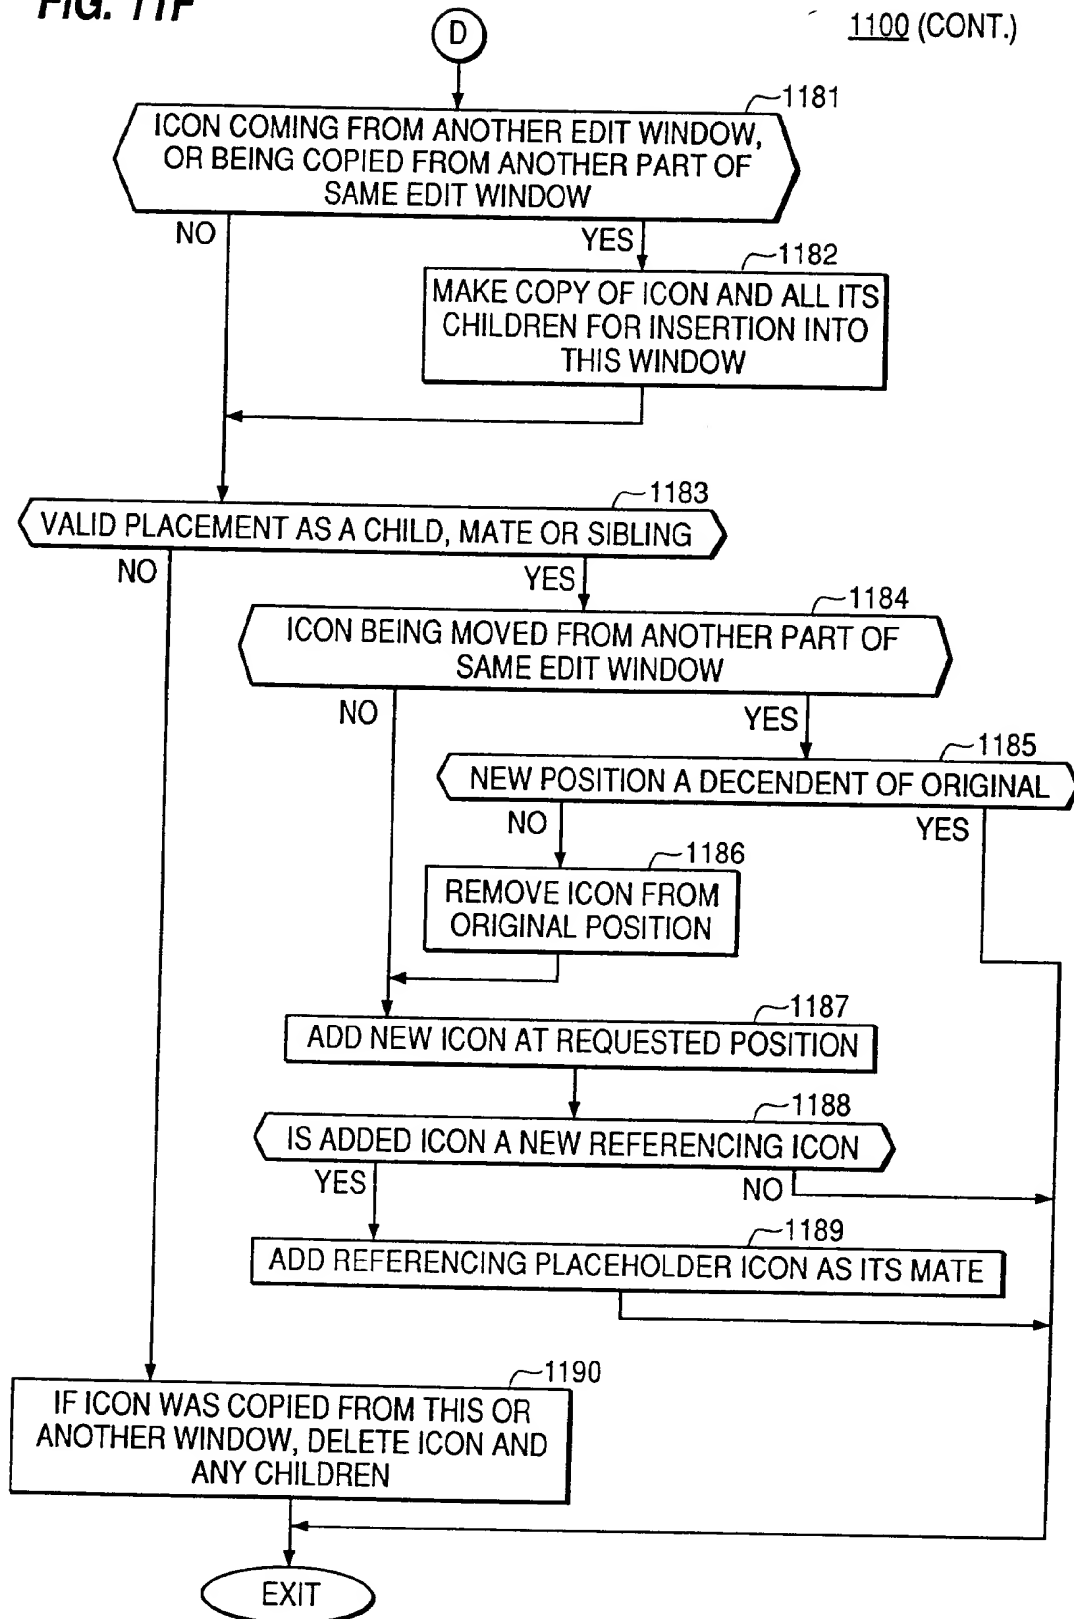 FIG. 11F
1100 (CONT.)
D
1181
ICON COMING FROM ANOTHER EDIT WINDOW,
OR BEING COPIED FROM ANOTHER PART OF
SAME EDIT WINDOW
NO
YES
1182
MAKE COPY OF ICON AND ALL ITS
CHILDREN FOR INSERTION INTO
THIS WINDOW
1183
VALID PLACEMENT AS A CHILD, MATE OR SIBLING
NO
YES
1184
ICON BEING MOVED FROM ANOTHER PART OF
SAME EDIT WINDOW
NO
YES
1185
NEW POSITION A DECENDENT OF ORIGINAL
NO
YES
1186
REMOVE ICON FROM
ORIGINAL POSITION
1187
ADD NEW ICON AT REQUESTED POSITION
1188
IS ADDED ICON A NEW REFERENCING ICON
YES
NO
1189
ADD REFERENCING PLACEHOLDER ICON AS ITS MATE
1190
IF ICON WAS COPIED FROM THIS OR
ANOTHER WINDOW, DELETE ICON AND
ANY CHILDREN
EXIT